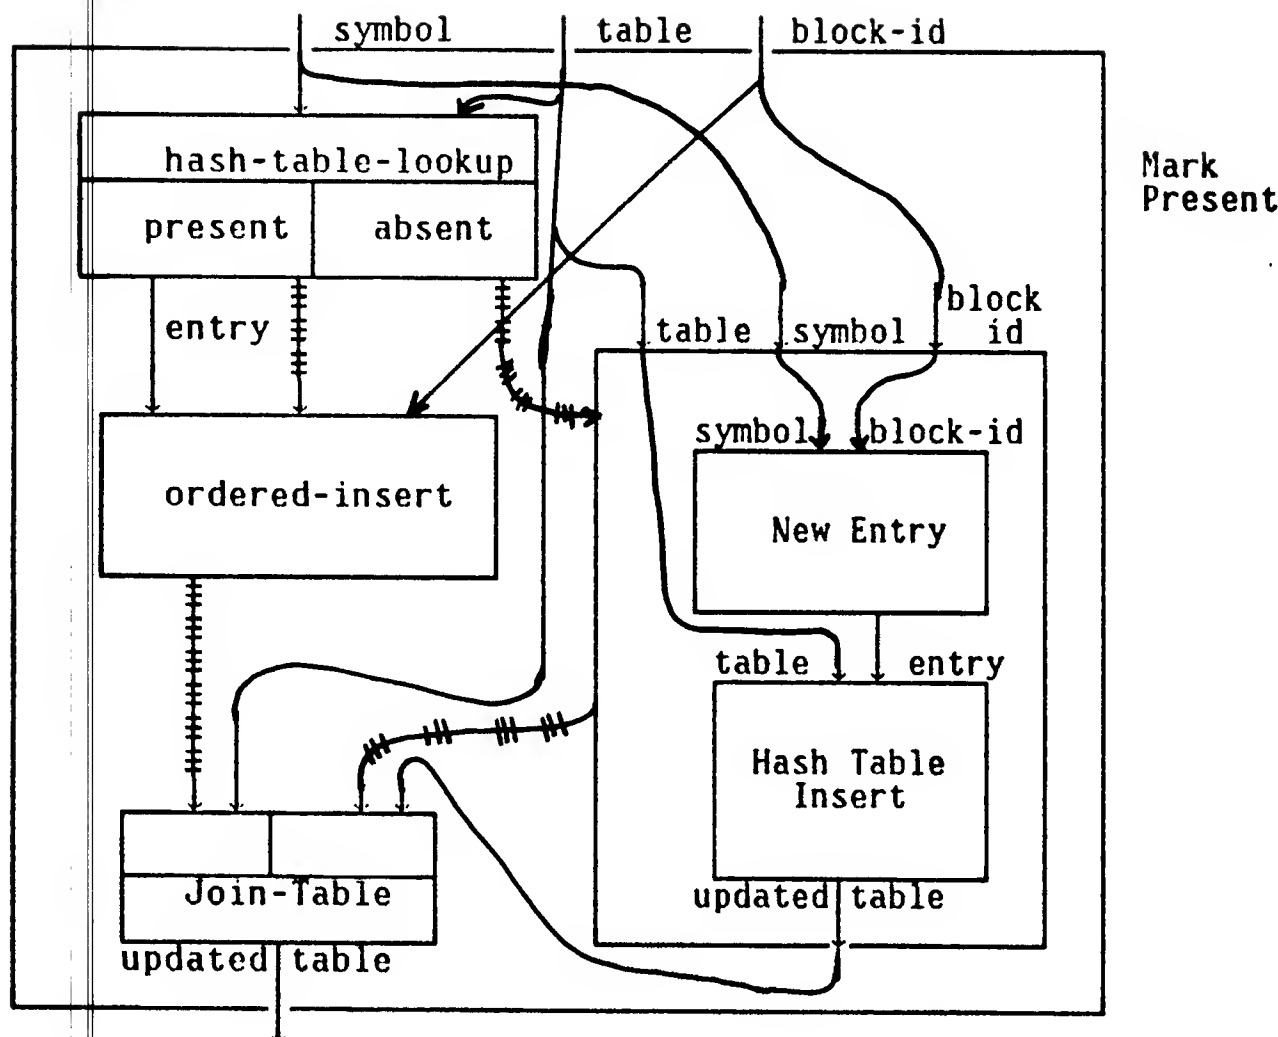 symbol
table
block-id
Mark
Present
hash-table-lookup
present
absent
entry
table
symbol
block
id
symbol
block-id
ordered-insert
New Entry
table
entry
Hash Table
Insert
updated table
Join-Table
updated table